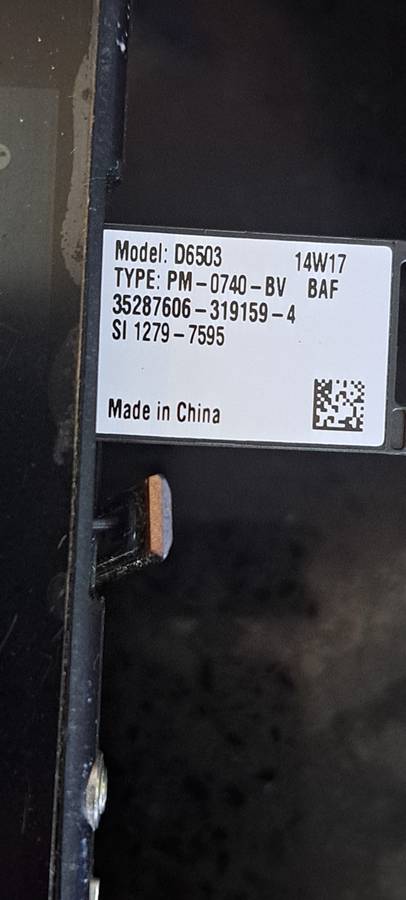 Model: D6503 14W17
TYPE: PM-0740-BV BAF
35287606-319159-4
SI 1279-7595
Made in China